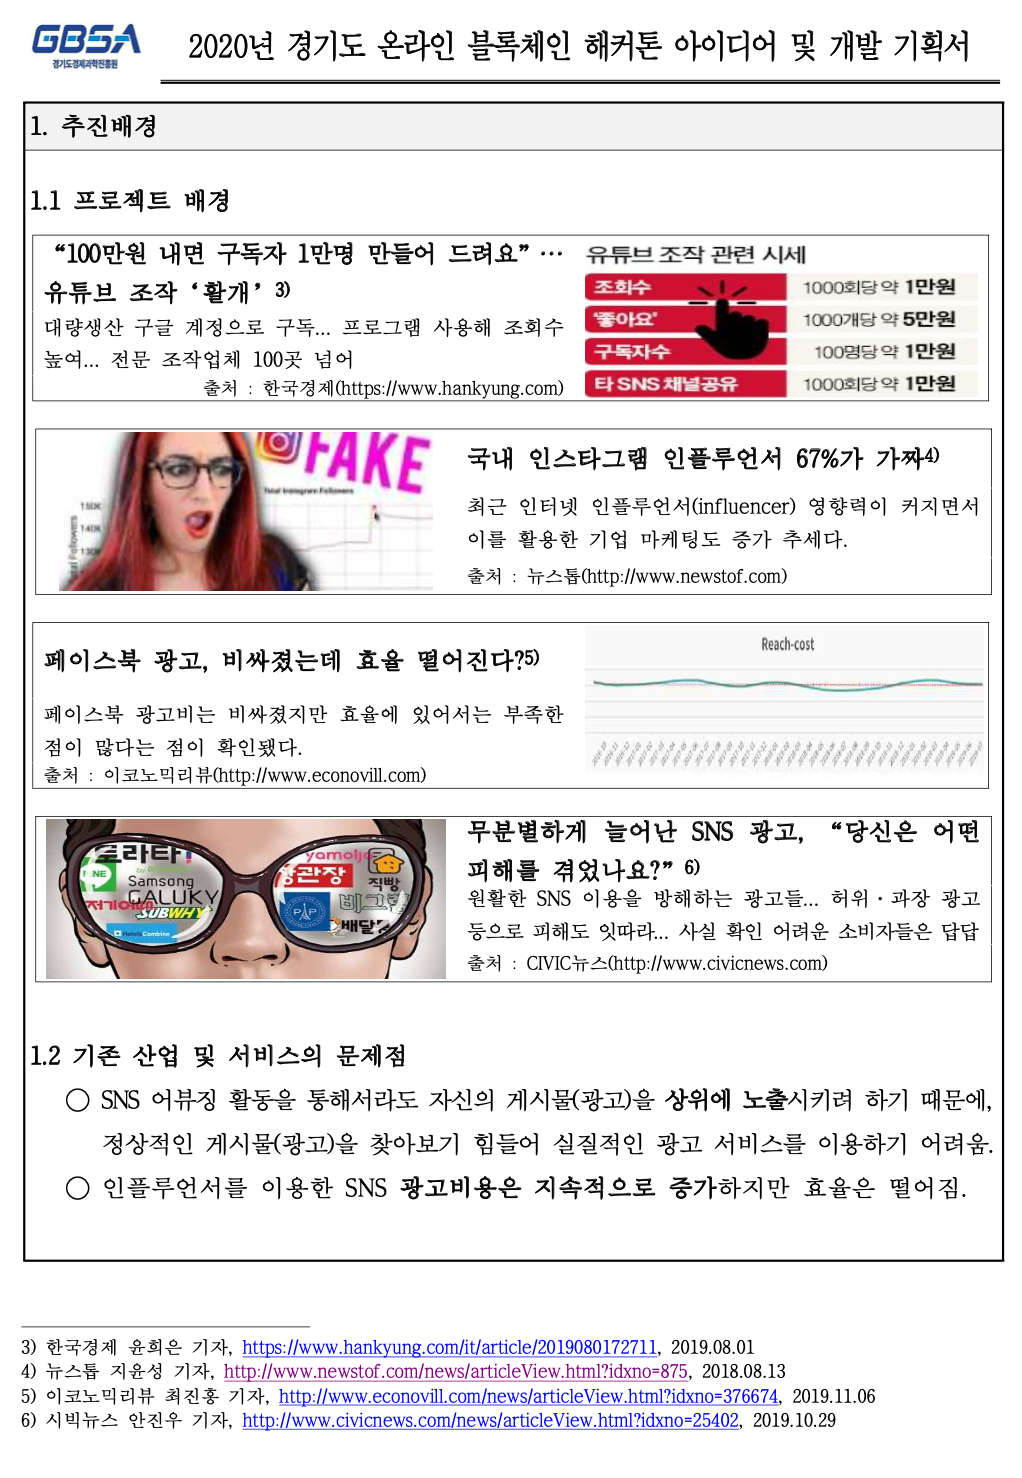 GBSA
경기도경제과학진흥원
2020년 경기도 온라인 블록체인 해커톤 아이디어 및 개발 기획서
1. 추진배경
1.1 프로젝트 배경
“100만원 내면 구독자 1만명 만들어 드려요”…
유튜브 조작 ‘활개’3)
대량생산 구글 계정으로 구독... 프로그램 사용해 조회수
높여... 전문 조작업체 100곳 넘어
출처 : 한국경제(https://www.hankyung.com)
유튜브 조작 관련 시세
조회수 1000회당 약 1만원
‘좋아요’ 1000개당 약 5만원
구독자수 100명당 약 1만원
타 SNS 채널공유 1000회당 약 1만원
FAKE
Total Instagram Followers
150K
140K
130K
Followers
국내 인스타그램 인플루언서 67%가 가짜4)
최근 인터넷 인플루언서(influencer) 영향력이 커지면서
이를 활용한 기업 마케팅도 증가 추세다.
출처 : 뉴스톱(http://www.newstof.com)
페이스북 광고, 비싸졌는데 효율 떨어진다?5)
페이스북 광고비는 비싸졌지만 효율에 있어서는 부족한
점이 많다는 점이 확인됐다.
출처 : 이코노믹리뷰(http://www.econovill.com)
Reach-cost
Samsong
GALUKY
SUBWHY
HotelsCombine
yamolja
직빵
PAP
무분별하게 늘어난 SNS 광고, “당신은 어떤
피해를 겪었나요?”6)
원활한 SNS 이용을 방해하는 광고들... 허위·과장 광고
등으로 피해도 잇따라... 사실 확인 어려운 소비자들은 답답
출처 : CIVIC뉴스(http://www.civicnews.com)
1.2 기존 산업 및 서비스의 문제점
○ SNS 어뷰징 활동을 통해서라도 자신의 게시물(광고)을 상위에 노출시키려 하기 때문에,
정상적인 게시물(광고)을 찾아보기 힘들어 실질적인 광고 서비스를 이용하기 어려움.
○ 인플루언서를 이용한 SNS 광고비용은 지속적으로 증가하지만 효율은 떨어짐.
3) 한국경제 윤희은 기자, https://www.hankyung.com/it/article/2019080172711, 2019.08.01
4) 뉴스톱 지윤성 기자, http://www.newstof.com/news/articleView.html?idxno=875, 2018.08.13
5) 이코노믹리뷰 최진홍 기자, http://www.econovill.com/news/articleView.html?idxno=376674, 2019.11.06
6) 시빅뉴스 안진우 기자, http://www.civicnews.com/news/articleView.html?idxno=25402, 2019.10.29